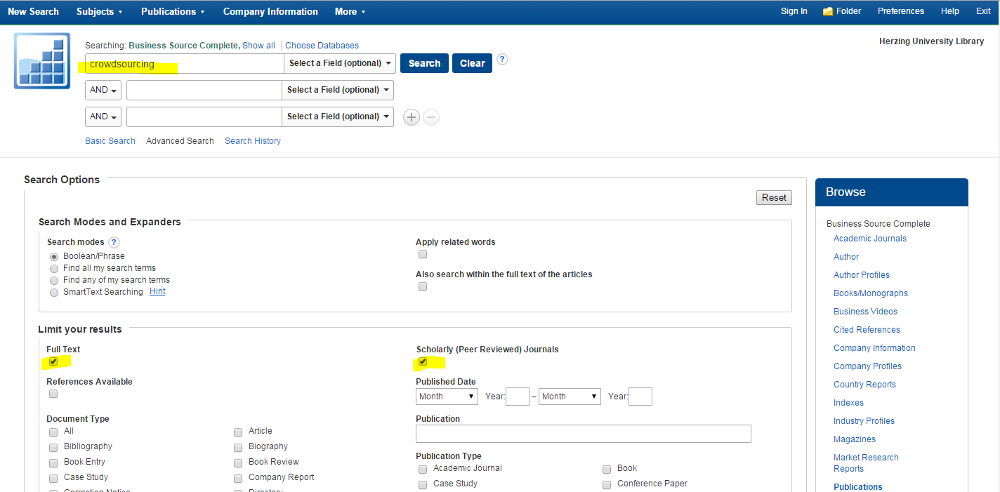 New Search Subjects Publications Company Information More Sign In Folder Preferences Help Exit
Herzing University Library
Searching: Business Source Complete, Show all Choose Databases
crowdsourcing Select a Field (optional) Search Clear ?
AND Select a Field (optional)
AND Select a Field (optional)
Basic Search Advanced Search Search History
Search Options
Reset
Search Modes and Expanders
Search modes ?
Boolean/Phrase
Find all my search terms
Find any of my search terms
SmartText Searching Hint
Apply related words
Also search within the full text of the articles
Limit your results
Full Text
References Available
Document Type
All Article
Bibliography Biography
Book Entry Book Review
Case Study Company Report
Correction Notice Directory
Scholarly (Peer Reviewed) Journals
Published Date
Month Year: – Month Year:
Publication
Publication Type
Academic Journal Book
Case Study Conference Paper
Browse
Business Source Complete
Academic Journals
Author
Author Profiles
Books/Monographs
Business Videos
Cited References
Company Information
Company Profiles
Country Reports
Indexes
Industry Profiles
Magazines
Market Research
Reports
Publications